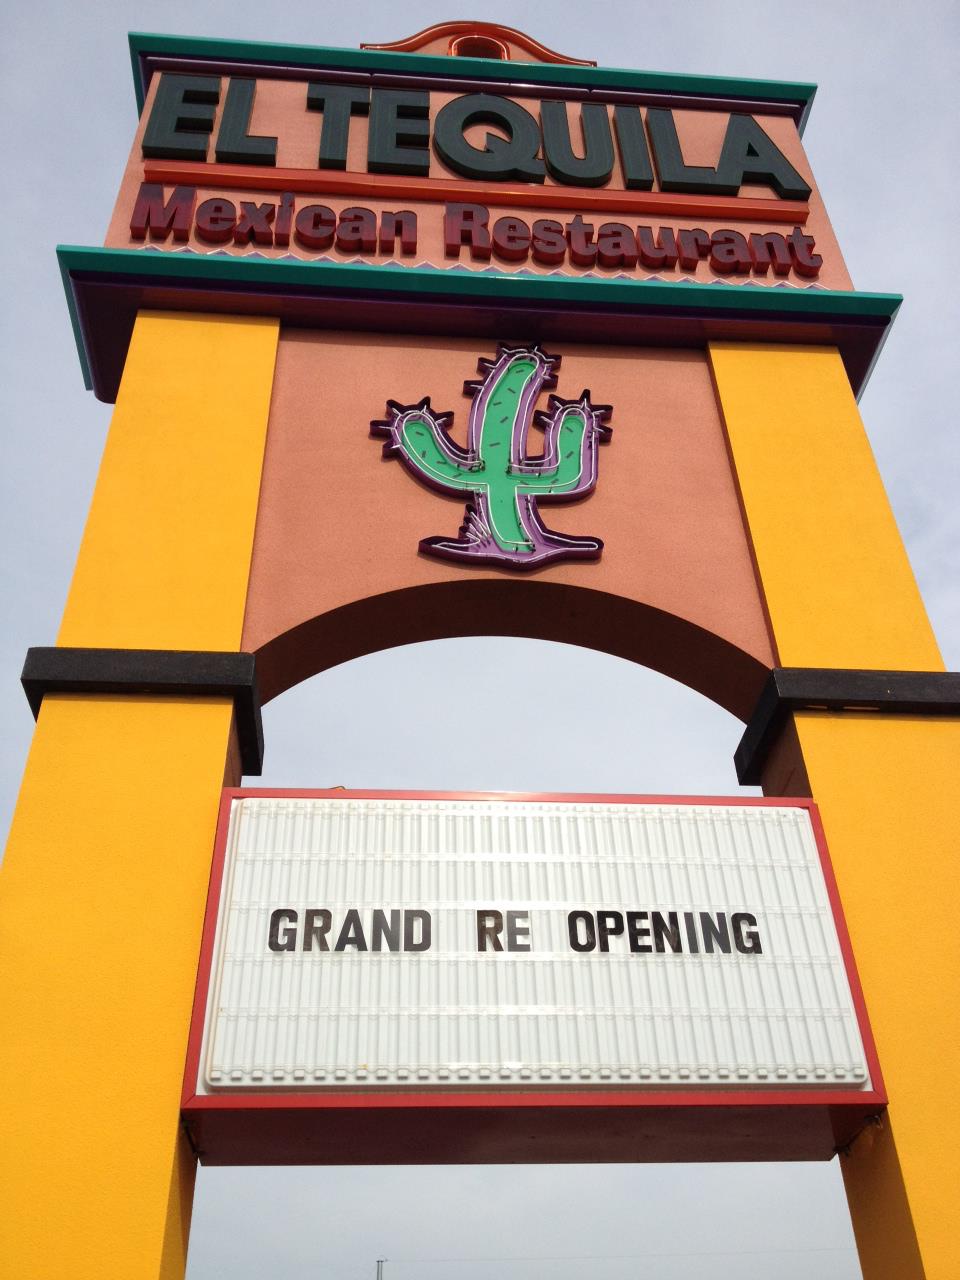 EL TEQUILA
Mexican Restaurant
GRAND RE OPENING